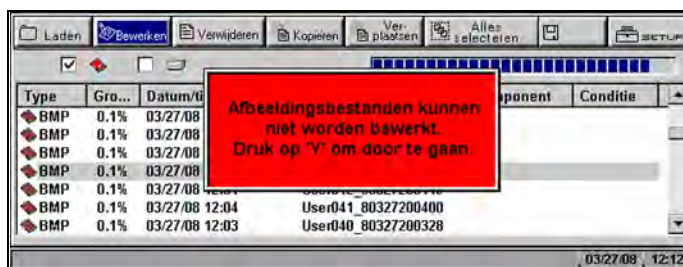 Laden Bewerken Verwijderen Kopiëren Ver-plaatsen Alles selecteren SETUP
Type Gro... Datum/ti ponent Conditie
BMP 0.1% 03/27/08
BMP 0.1% 03/27/08
BMP 0.1% 03/27/08
BMP 0.1% 03/27/08
BMP 0.1% 03/27/08
BMP 0.1% 03/27/08 12:04 User041_80327200400
BMP 0.1% 03/27/08 12:03 User040_80327200328
Afbeeldingsbestanden kunnen
niet worden bewerkt.
Druk op 'Y' om door te gaan.
03/27/08 12:12